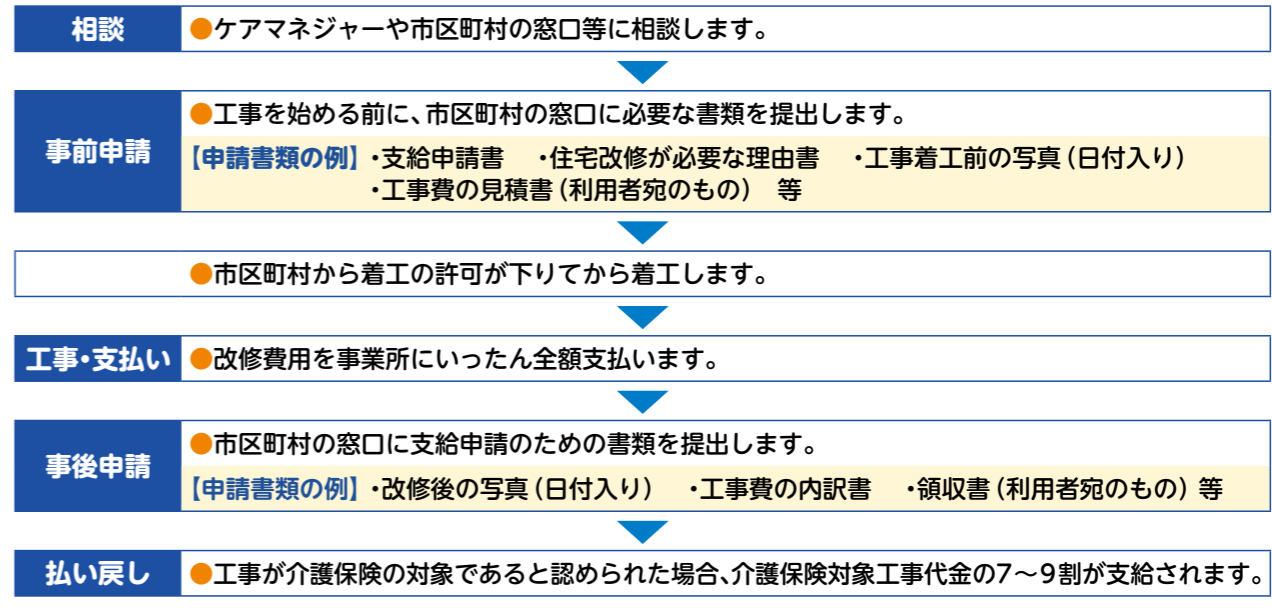 相談
●ケアマネジャーや市区町村の窓口等に相談します。
事前申請
●工事を始める前に、市区町村の窓口に必要な書類を提出します。
【申請書類の例】・支給申請書 ・住宅改修が必要な理由書 ・工事着工前の写真(日付入り)
・工事費の見積書(利用者宛のもの) 等
●市区町村から着工の許可が下りてから着工します。
工事・支払い
●改修費用を事業所にいったん全額支払います。
事後申請
●市区町村の窓口に支給申請のための書類を提出します。
【申請書類の例】・改修後の写真(日付入り) ・工事費の内訳書 ・領収書(利用者宛のもの) 等
払い戻し
●工事が介護保険の対象であると認められた場合、介護保険対象工事代金の7～9割が支給されます。